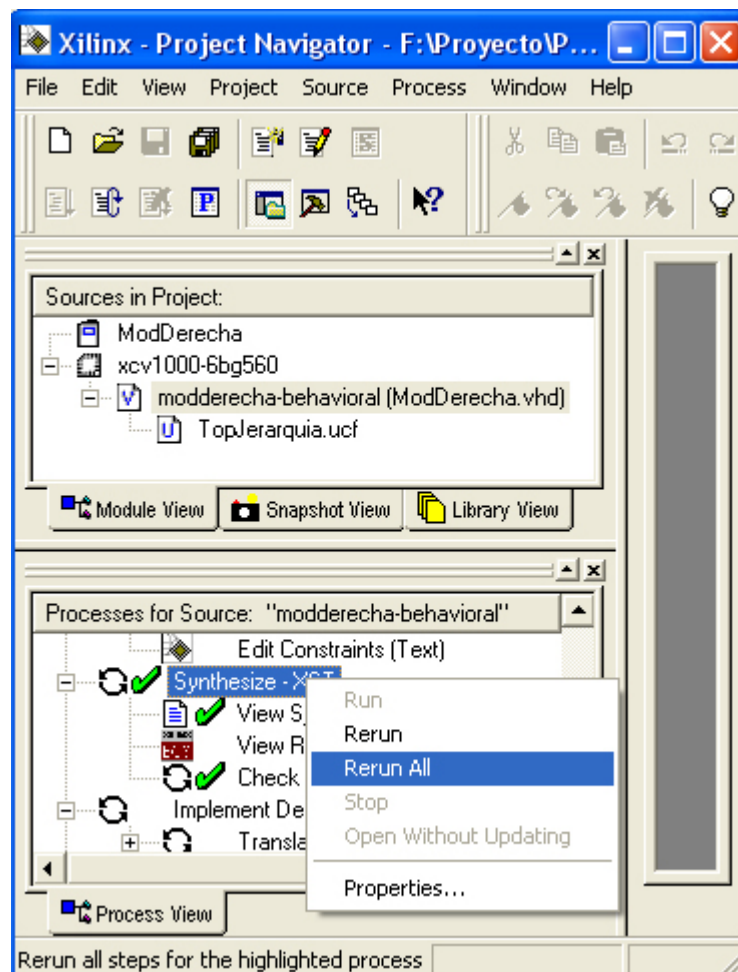 Xilinx - Project Navigator - F:\Proyecto\P...
File Edit View Project Source Process Window Help
P
?
Sources in Project:
ModDerecha
xcv1000-6bg560
V modderecha-behavioral (ModDerecha.vhd)
U TopJerarquia.ucf
Module View Snapshot View Library View
Processes for Source: "modderecha-behavioral"
Edit Constraints (Text)
Synthesize - XST
View S
View R
Check
Implement De
Transla
Run
Rerun
Rerun All
Stop
Open Without Updating
Properties...
Process View
Rerun all steps for the highlighted process